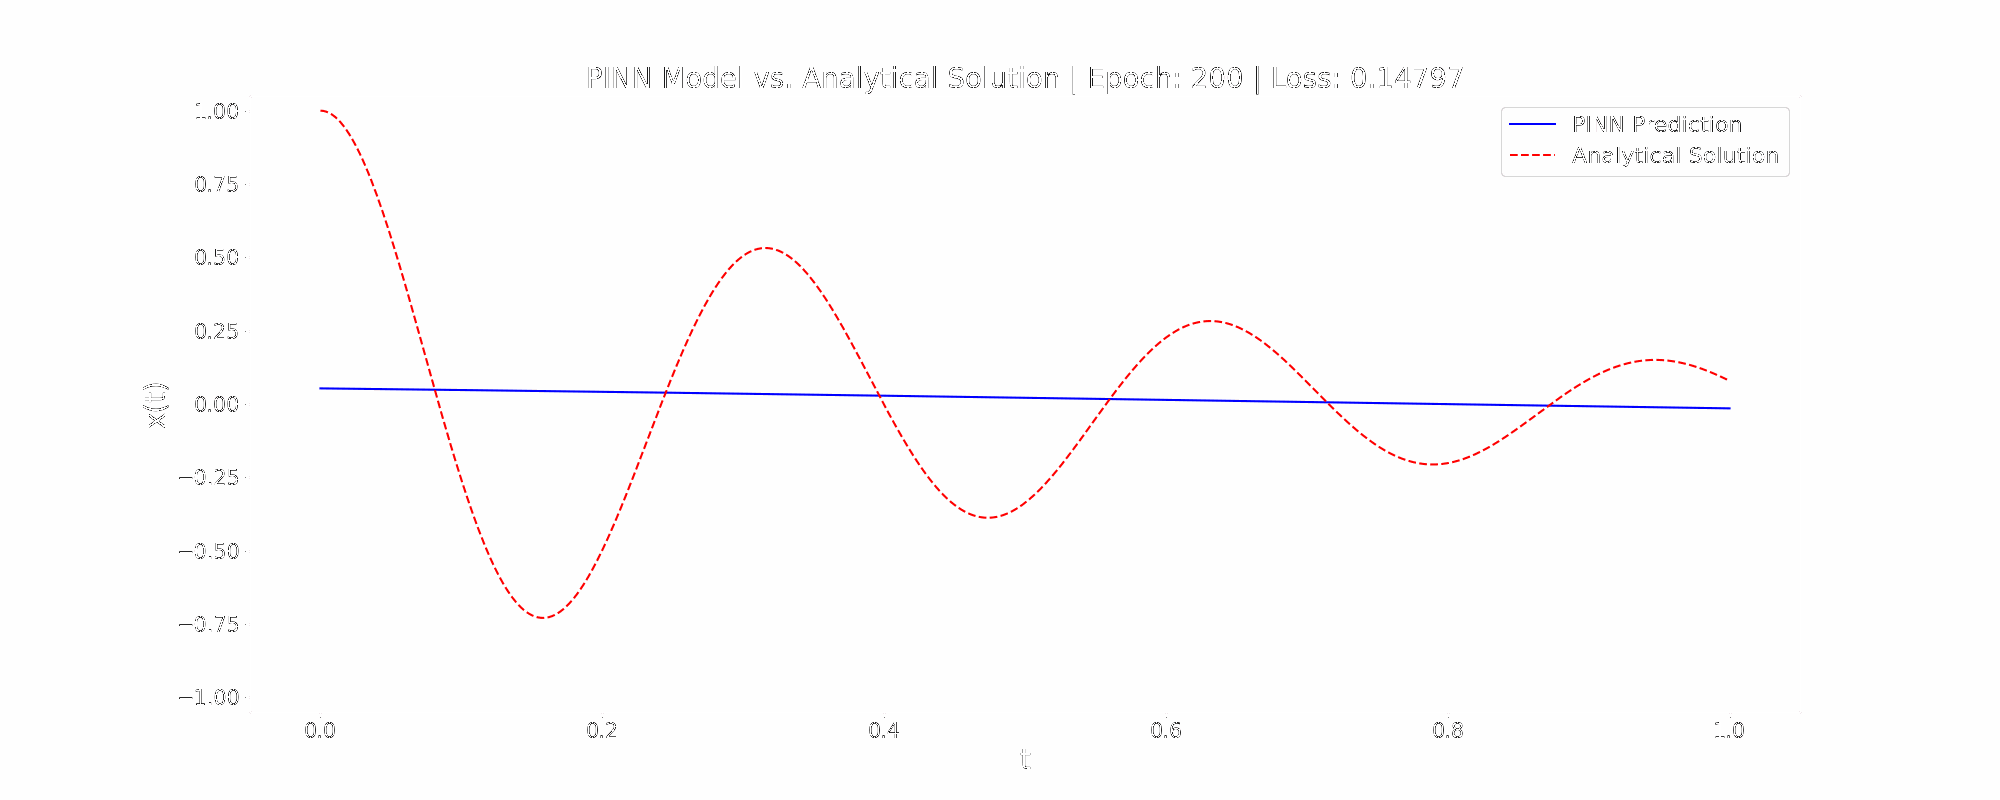 PINN Model vs. Analytical Solution | Epoch: 200 | Loss: 0.14797
PINN Prediction
Analytical Solution
x(t)
1.00
0.75
0.50
0.25
0.00
−0.25
−0.50
−0.75
−1.00
0.0 0.2 0.4 0.6 0.8 1.0
t